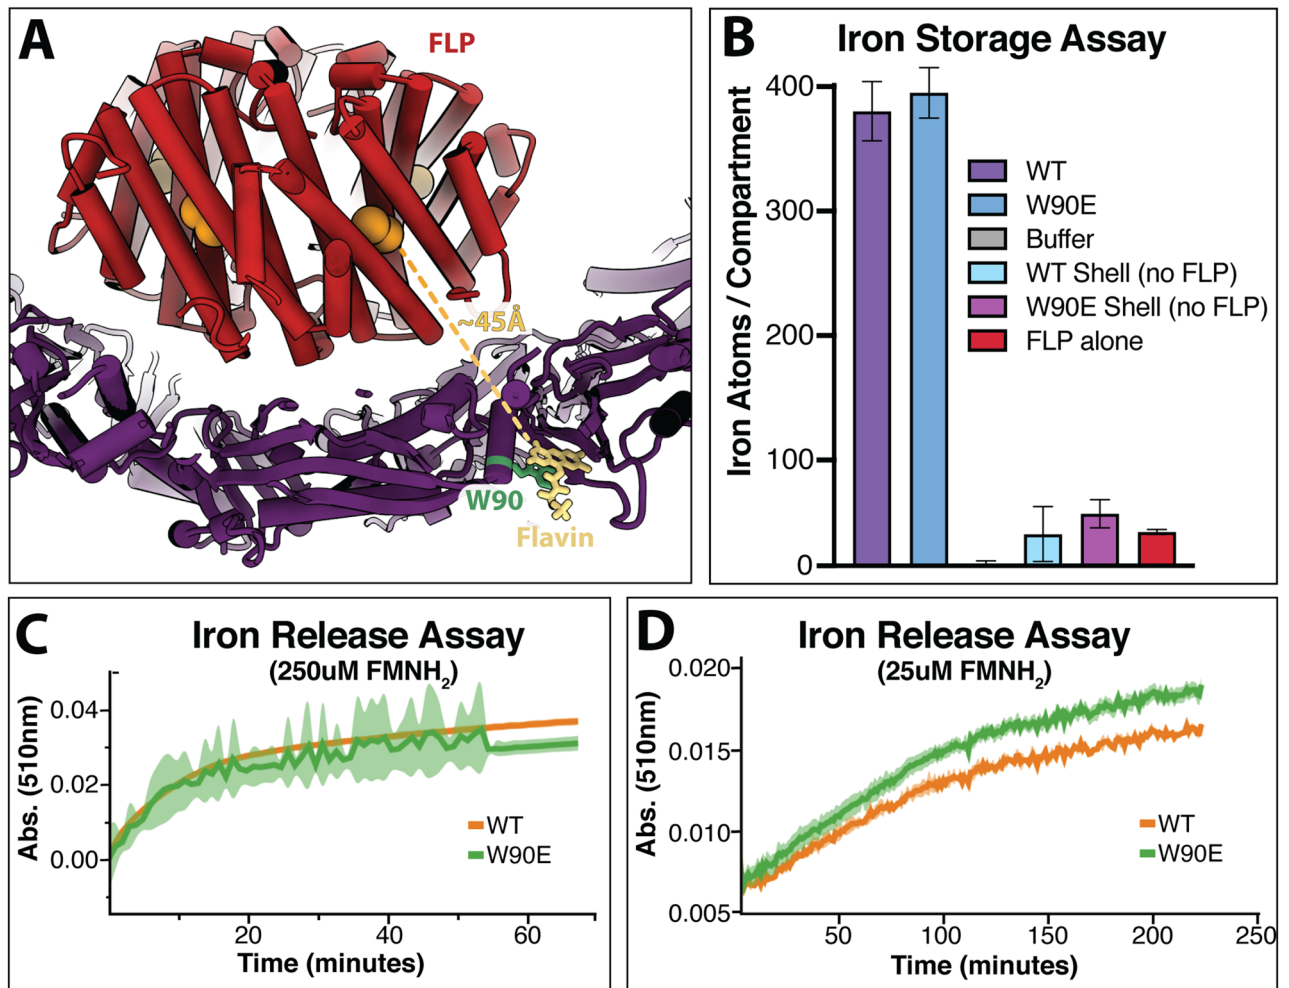 A
FLP
~45Å
W90
Flavin
B
Iron Storage Assay
Iron Atoms / Compartment
400
300
200
100
0
WT
W90E
Buffer
WT Shell (no FLP)
W90E Shell (no FLP)
FLP alone
C
Iron Release Assay
(250uM FMNH₂)
Abs. (510nm)
0.04
0.02
0.00
WT
W90E
20
40
60
Time (minutes)
D
Iron Release Assay
(25uM FMNH₂)
Abs. (510nm)
0.020
0.015
0.010
0.005
WT
W90E
50
100
150
200
250
Time (minutes)